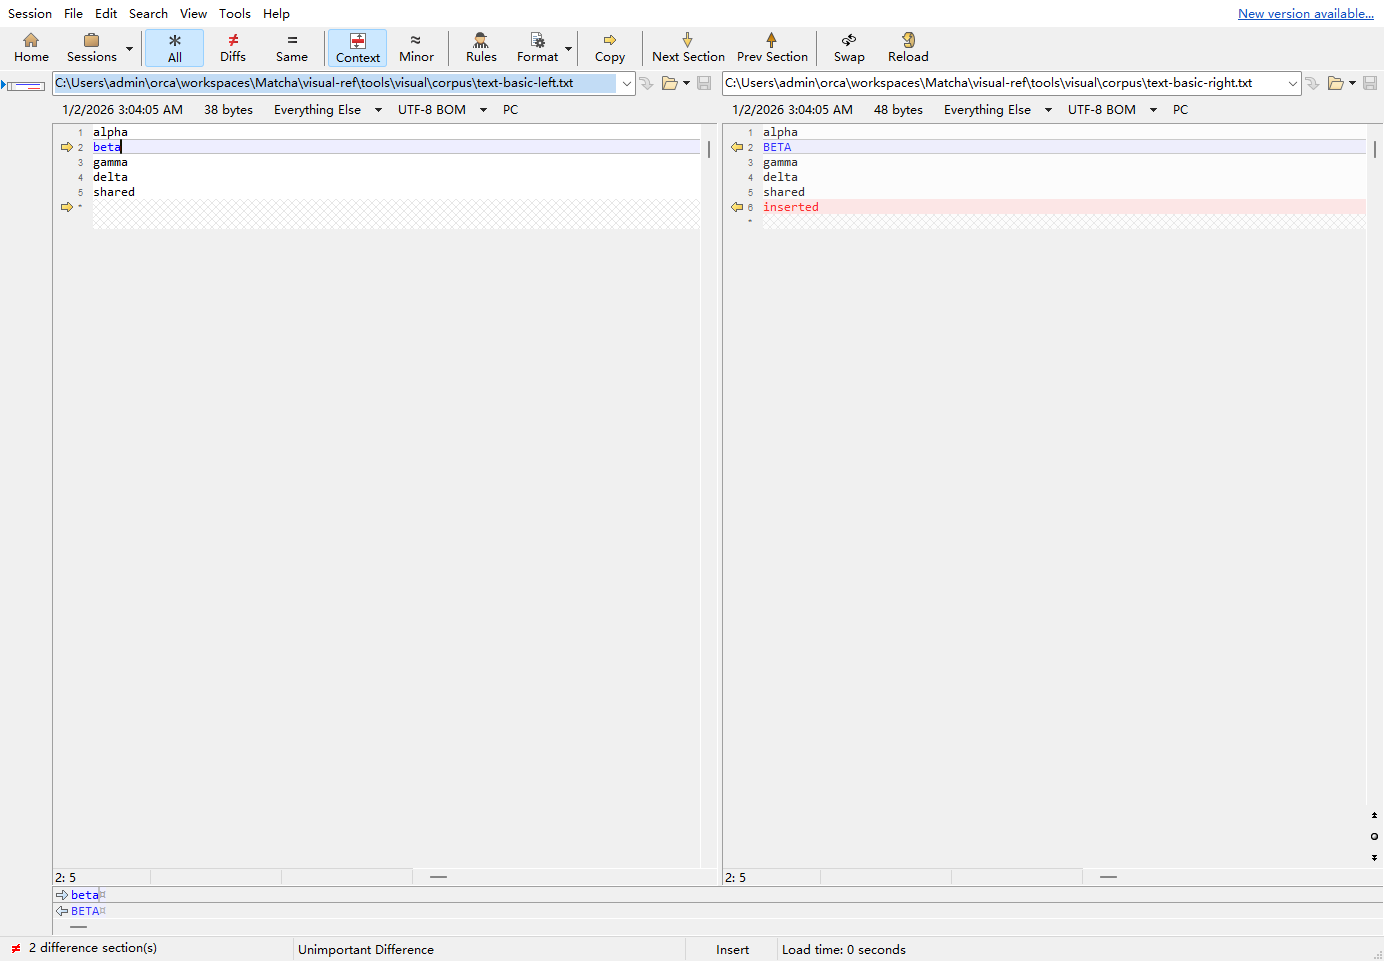 Session File Edit Search View Tools Help New version available...
Home Sessions All Diffs Same Context Minor Rules Format Copy Next Section Prev Section Swap Reload
C:\Users\admin\orca\workspaces\Matcha\visual-ref\tools\visual\corpus\text-basic-left.txt
1/2/2026 3:04:05 AM 38 bytes Everything Else UTF-8 BOM PC
1 alpha
2 beta
3 gamma
4 delta
5 shared
2: 5
C:\Users\admin\orca\workspaces\Matcha\visual-ref\tools\visual\corpus\text-basic-right.txt
1/2/2026 3:04:05 AM 48 bytes Everything Else UTF-8 BOM PC
1 alpha
2 BETA
3 gamma
4 delta
5 shared
6 inserted
2: 5
beta¤
BETA¤
2 difference section(s) Unimportant Difference Insert Load time: 0 seconds